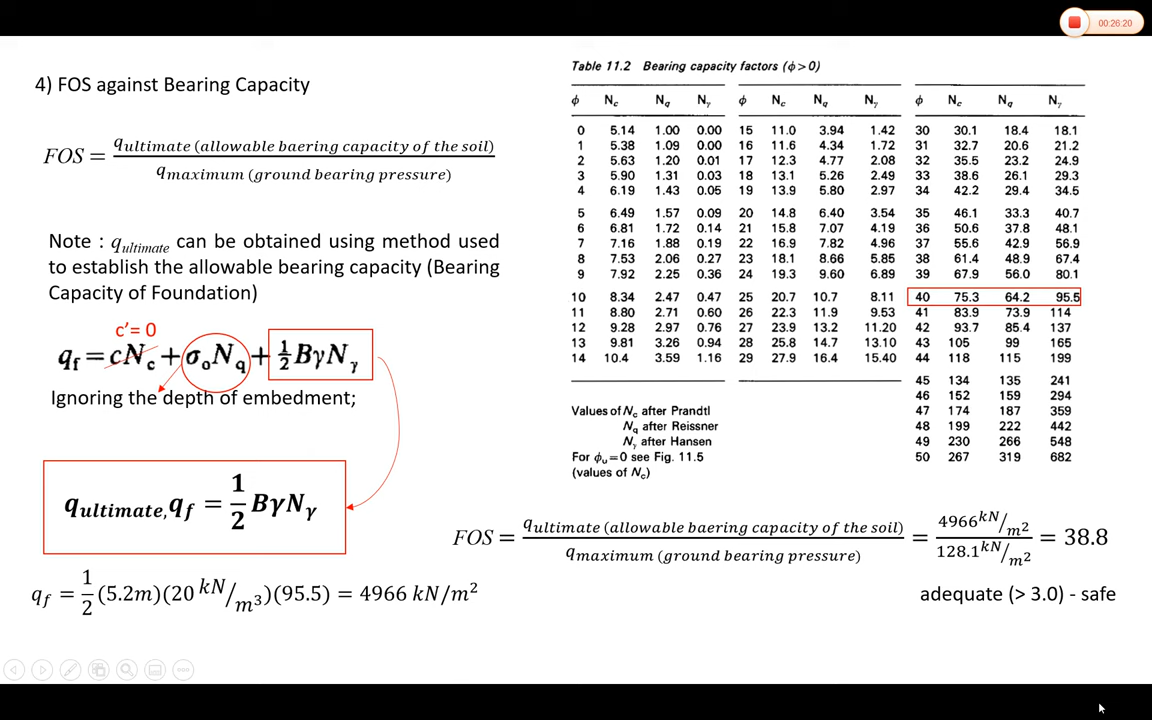 00:26:20
4) FOS against Bearing Capacity
FOS = q_ultimate (allowable baering capacity of the soil) / q_maximum (ground bearing pressure)
Note : q_ultimate can be obtained using method used
to establish the allowable bearing capacity (Bearing
Capacity of Foundation)
c’= 0
q_f = cN_c + σ_o N_q + ½BγN_γ
Ignoring the depth of embedment;
q_ultimate, q_f = 1/2 BγN_γ
q_f = 1/2 (5.2m)(20 kN/m³)(95.5) = 4966 kN/m²
Table 11.2 Bearing capacity factors (ϕ>0)
ϕ N_c N_q N_γ ϕ N_c N_q N_γ ϕ N_c N_q N_γ
0 5.14 1.00 0.00 15 11.0 3.94 1.42 30 30.1 18.4 18.1
1 5.38 1.09 0.00 16 11.6 4.34 1.72 31 32.7 20.6 21.2
2 5.63 1.20 0.01 17 12.3 4.77 2.08 32 35.5 23.2 24.9
3 5.90 1.31 0.03 18 13.1 5.26 2.49 33 38.6 26.1 29.3
4 6.19 1.43 0.05 19 13.9 5.80 2.97 34 42.2 29.4 34.5
5 6.49 1.57 0.09 20 14.8 6.40 3.54 35 46.1 33.3 40.7
6 6.81 1.72 0.14 21 15.8 7.07 4.19 36 50.6 37.8 48.1
7 7.16 1.88 0.19 22 16.9 7.82 4.96 37 55.6 42.9 56.9
8 7.53 2.06 0.27 23 18.1 8.66 5.85 38 61.4 48.9 67.4
9 7.92 2.25 0.36 24 19.3 9.60 6.89 39 67.9 56.0 80.1
10 8.34 2.47 0.47 25 20.7 10.7 8.11 40 75.3 64.2 95.5
11 8.80 2.71 0.60 26 22.3 11.9 9.53 41 83.9 73.9 114
12 9.28 2.97 0.76 27 23.9 13.2 11.20 42 93.7 85.4 137
13 9.81 3.26 0.94 28 25.8 14.7 13.10 43 105 99 165
14 10.4 3.59 1.16 29 27.9 16.4 15.40 44 118 115 199
45 134 135 241
46 152 159 294
47 174 187 359
48 199 222 442
49 230 266 548
50 267 319 682
Values of N_c after Prandtl
N_q after Reissner
N_γ after Hansen
For ϕ_u=0 see Fig. 11.5
(values of N_c)
FOS = q_ultimate (allowable baering capacity of the soil) / q_maximum (ground bearing pressure) = 4966 kN/m² / 128.1 kN/m² = 38.8
adequate (> 3.0) - safe